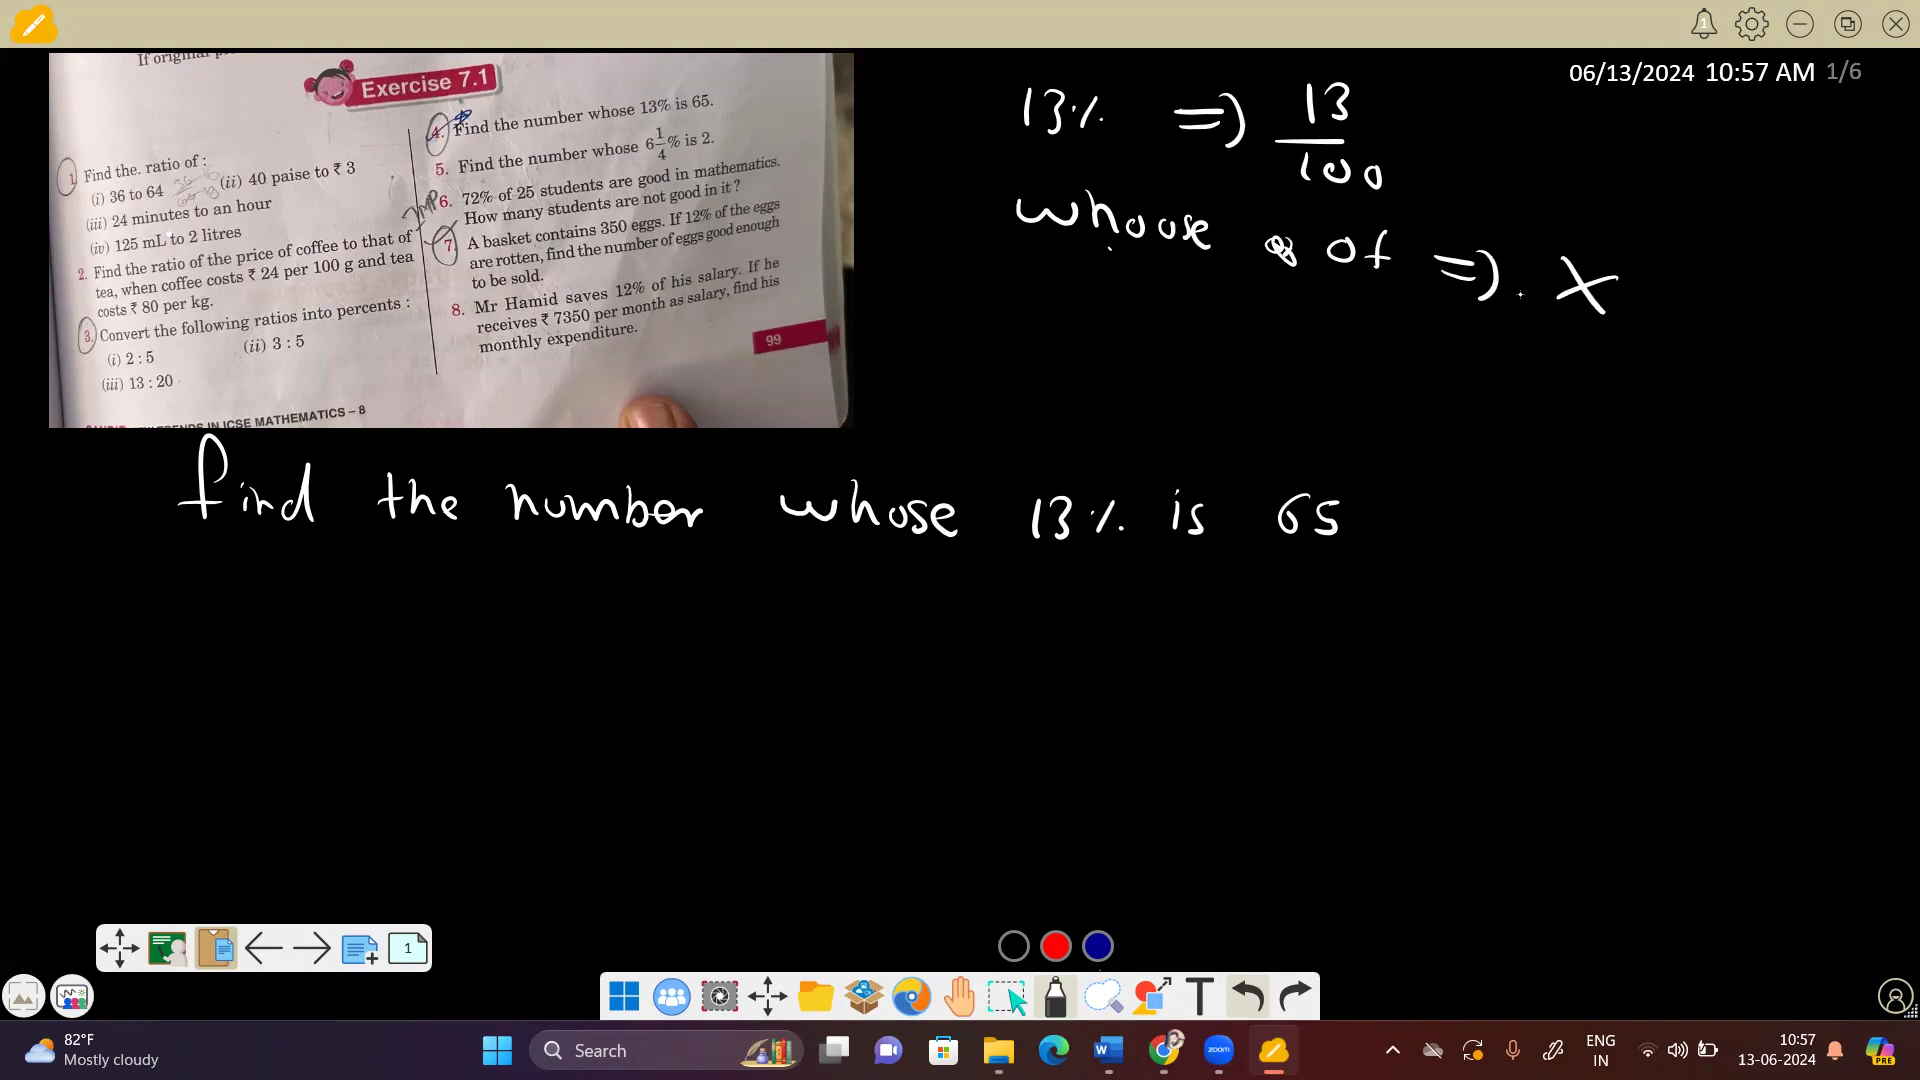 06/13/2024 10:57 AM 1/6
If original
Exercise 7.1
1. Find the. ratio of :
(i) 36 to 64 (ii) 40 paise to ₹ 3
(iii) 24 minutes to an hour
(iv) 125 mL to 2 litres
2. Find the ratio of the price of coffee to that of
tea, when coffee costs ₹ 24 per 100 g and tea
costs ₹ 80 per kg.
3. Convert the following ratios into percents :
(i) 2 : 5 (ii) 3 : 5
(iii) 13 : 20
IN ICSE MATHEMATICS – 8
4. Find the number whose 13% is 65.
5. Find the number whose 6 1/4 % is 2.
IMP 6. 72% of 25 students are good in mathematics.
How many students are not good in it ?
7. A basket contains 350 eggs. If 12% of the eggs
are rotten, find the number of eggs good enough
to be sold.
8. Mr Hamid saves 12% of his salary. If he
receives ₹ 7350 per month as salary, find his
monthly expenditure.
99
13% => 13/100
whoose of => x
find the number whose 13% is 65
1
T
82°F
Mostly cloudy
Search
W
zoom
ENG
IN
10:57
13-06-2024
PRE